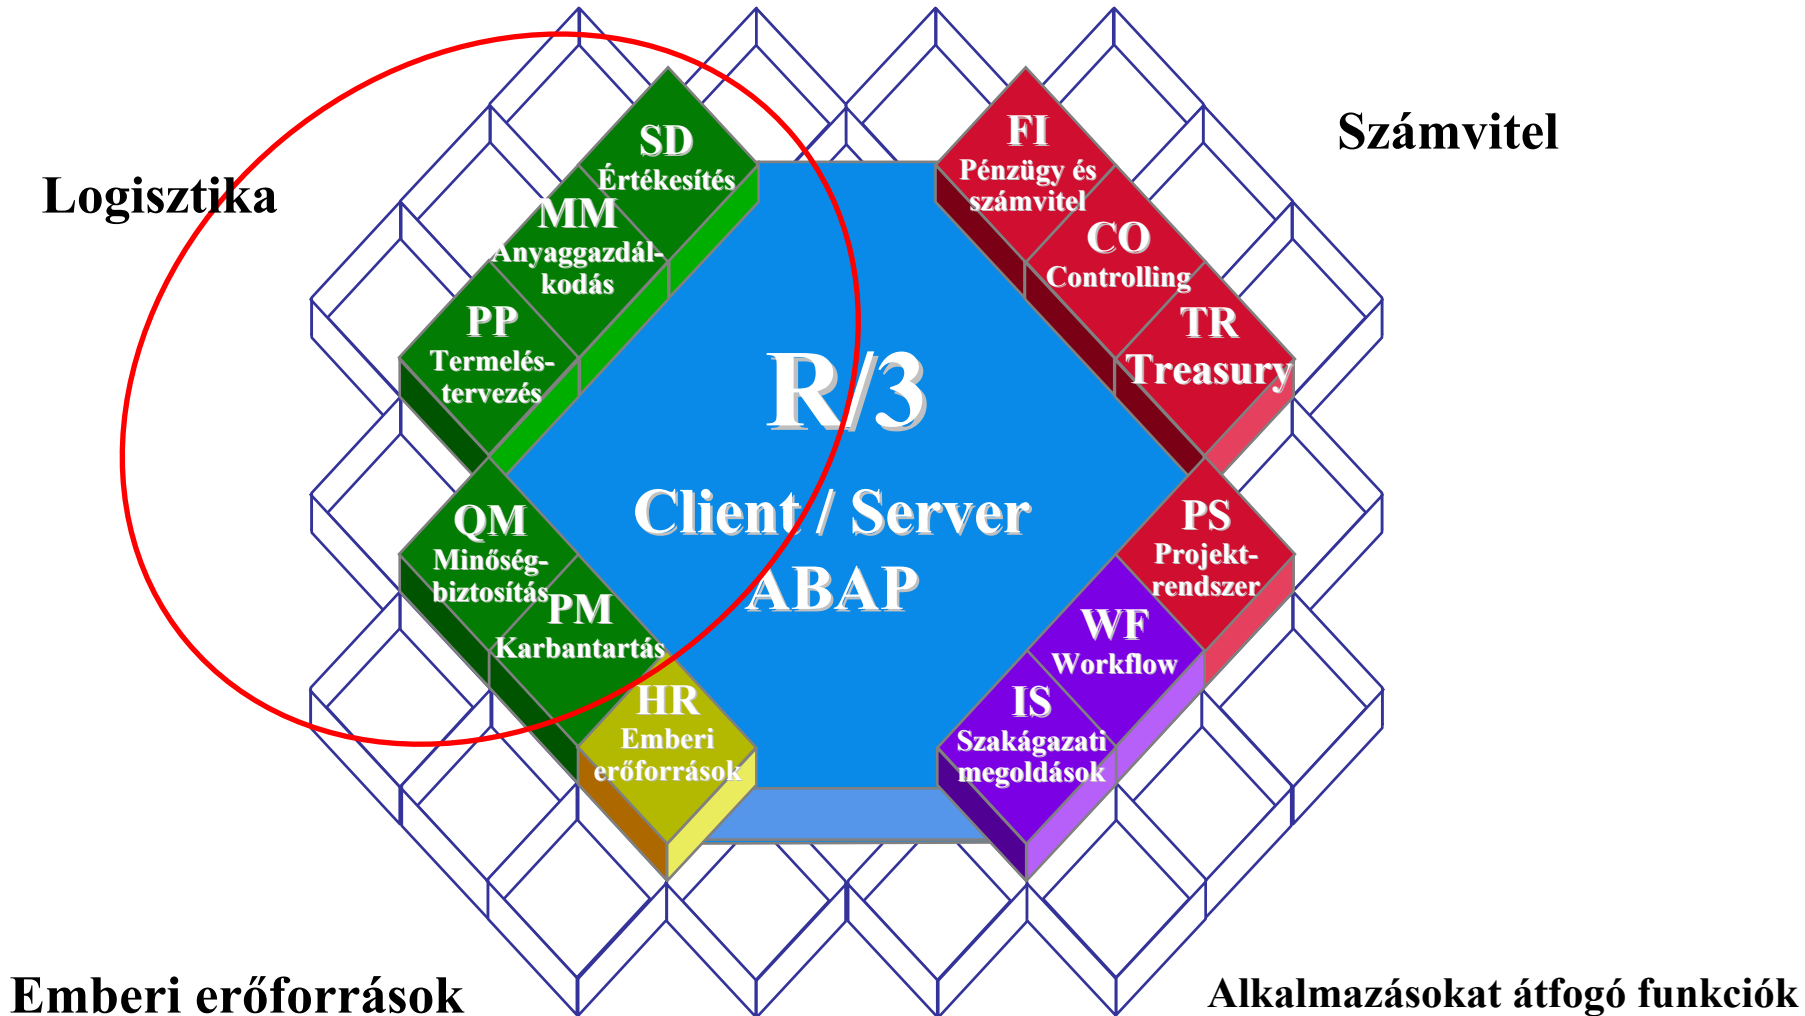 Logisztika
Számvitel
SD
Értékesítés
MM
Anyaggazdál-
kodás
PP
Termelés-
tervezés
QM
Minőség-
biztosítás
PM
Karbantartás
HR
Emberi
erőforrások
R/3
Client / Server
ABAP
FI
Pénzügy és
számvitel
CO
Controlling
TR
Treasury
PS
Projekt-
rendszer
WF
Workflow
IS
Szakágazati
megoldások
Emberi erőforrások
Alkalmazásokat átfogó funkciók